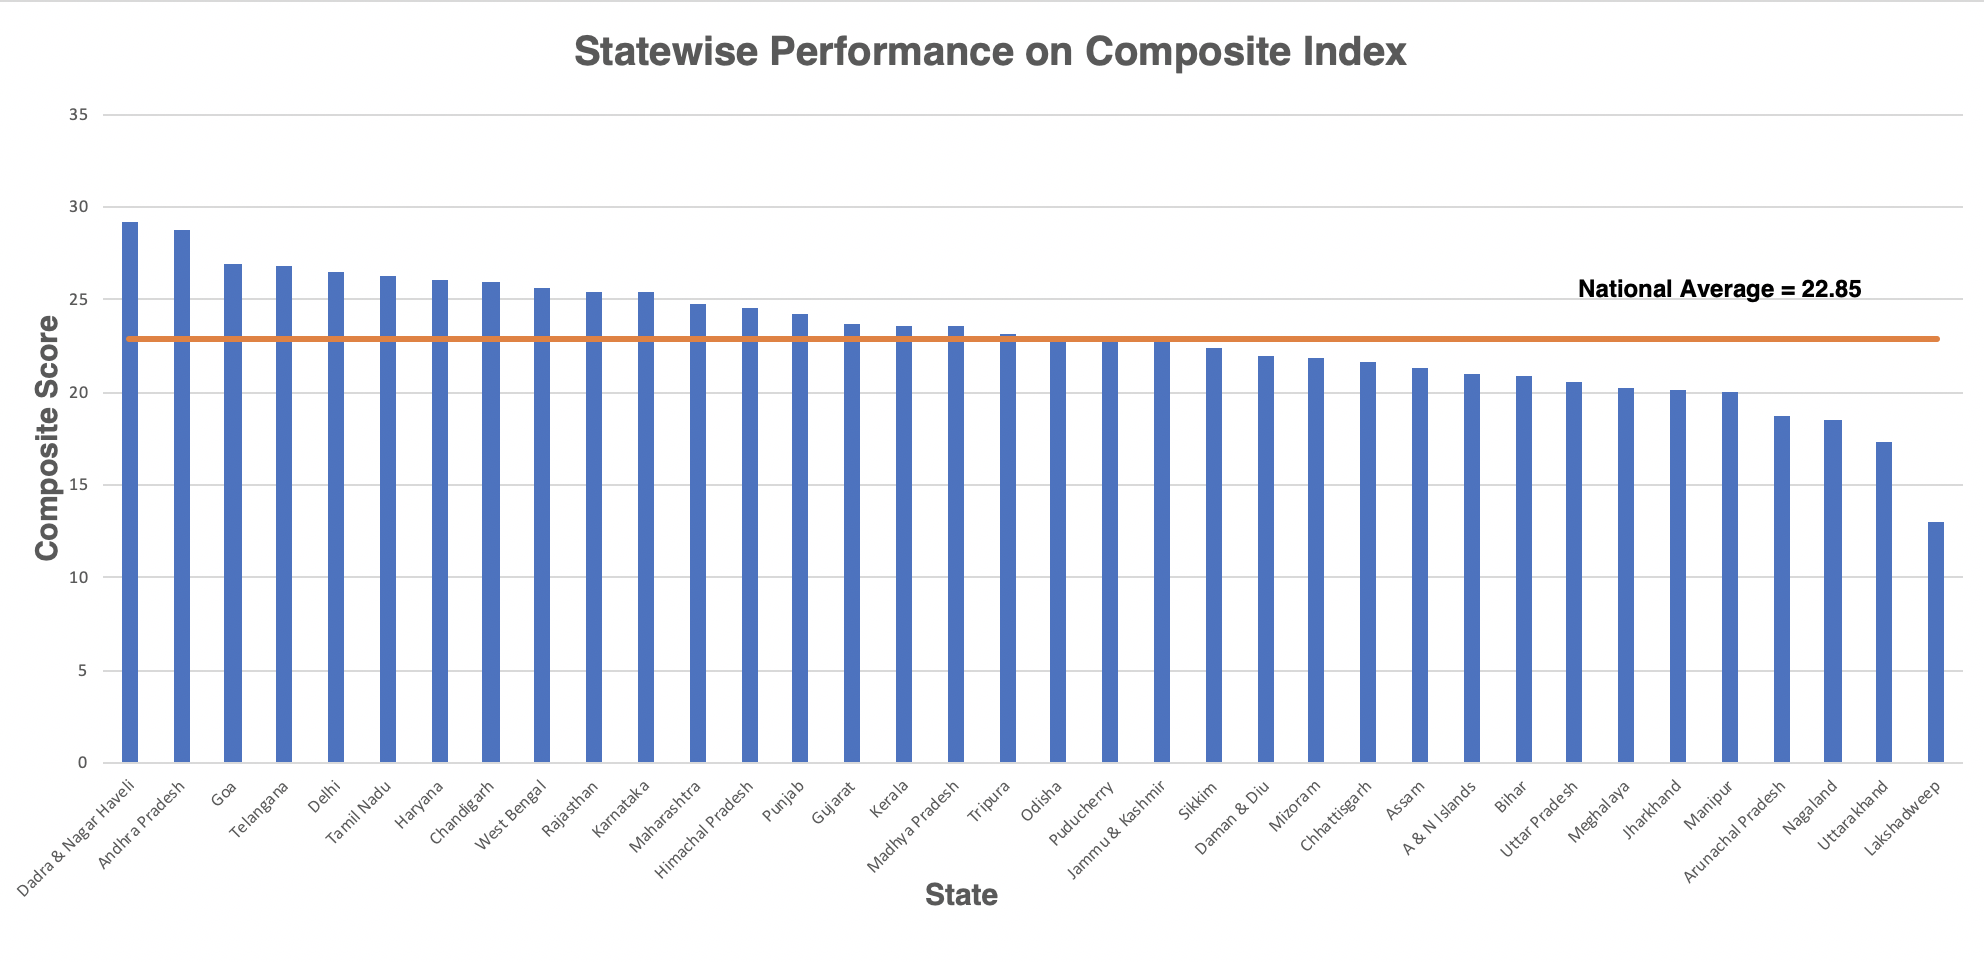 Statewise Performance on Composite Index
35
30
25
20
15
10
5
0
Composite Score
National Average = 22.85
Dadra & Nagar Haveli
Andhra Pradesh
Goa
Telangana
Delhi
Tamil Nadu
Haryana
Chandigarh
West Bengal
Rajasthan
Karnataka
Maharashtra
Himachal Pradesh
Punjab
Gujarat
Kerala
Madhya Pradesh
Tripura
Odisha
Puducherry
Jammu & Kashmir
Sikkim
Daman & Diu
Mizoram
Chhattisgarh
Assam
A & N Islands
Bihar
Uttar Pradesh
Meghalaya
Jharkhand
Manipur
Arunachal Pradesh
Nagaland
Uttarakhand
Lakshadweep
State